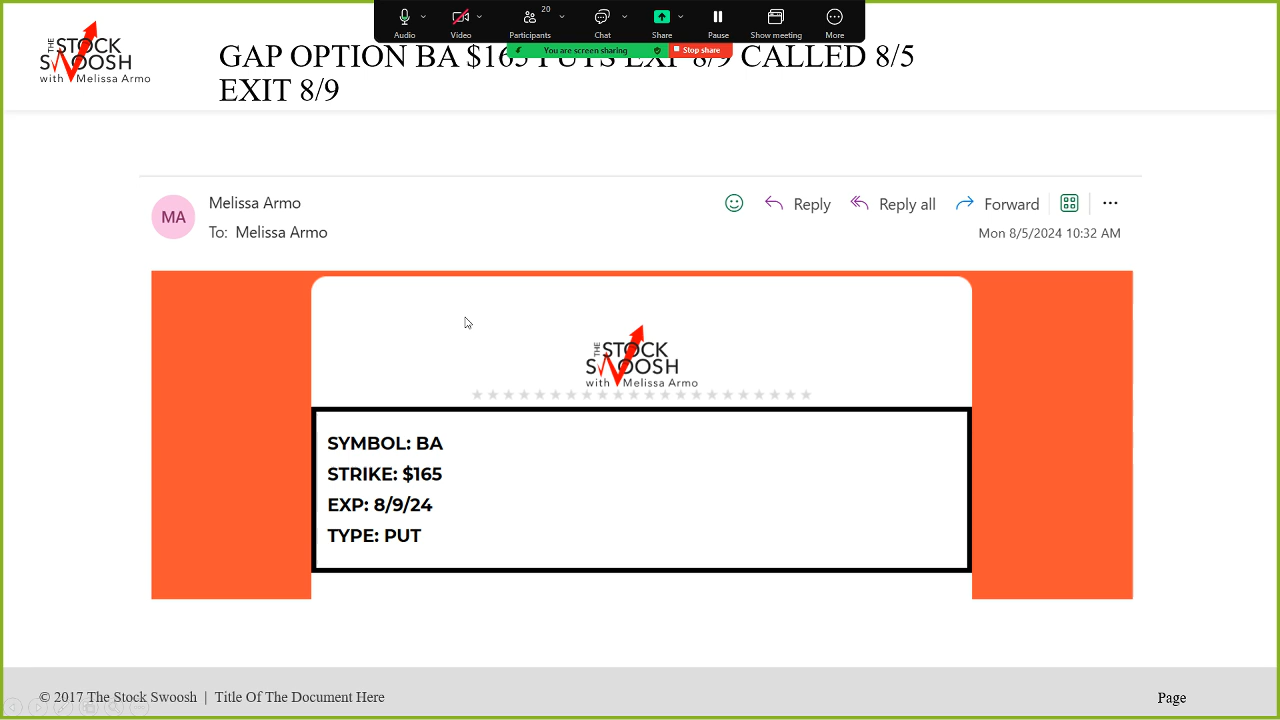 20
Audio Video Participants Chat Share Pause Show meeting More
You are screen sharing Stop share
THE STOCK SWOOSH
with Melissa Armo
GAP OPTION BA $165 PUTS EXP 8/9 CALLED 8/5
EXIT 8/9
MA
Melissa Armo
To: Melissa Armo
Reply Reply all Forward
Mon 8/5/2024 10:32 AM
THE STOCK SWOOSH
with Melissa Armo
SYMBOL: BA
STRIKE: $165
EXP: 8/9/24
TYPE: PUT
© 2017 The Stock Swoosh | Title Of The Document Here
Page